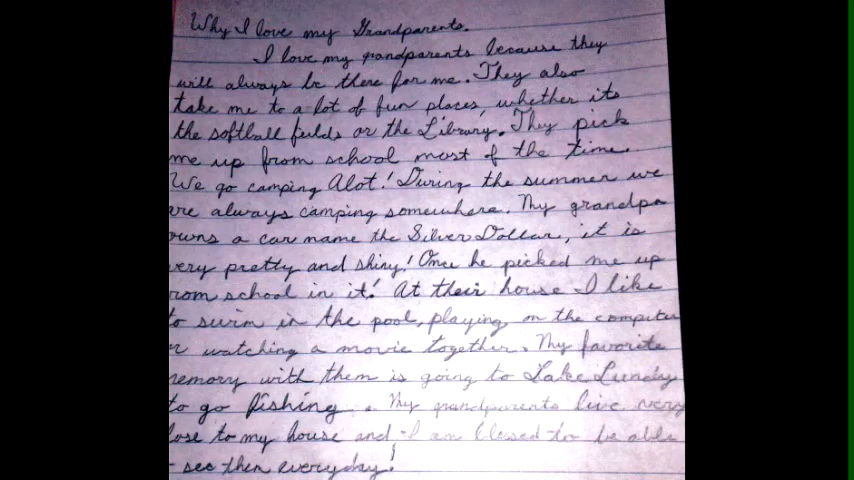 Why I love my Grandparents.
I love my grandparents because they
will always be there for me. They also
take me to a lot of fun places, whether its
the softball fields or the Library. They pick
me up from school most of the time.
We go camping Alot! During the summer we
are always camping somewhere. My grandpa
owns a car name the Silver Dollar, it is
very pretty and shiny! Once he picked me up
from school in it! At their house I like
to swim in the pool, playing on the computer
or watching a movie together. My favorite
memory with them is going to Lake Lunday
to go fishing. My grandparents live very
close to my house and I am blessed to be able
see then everyday!